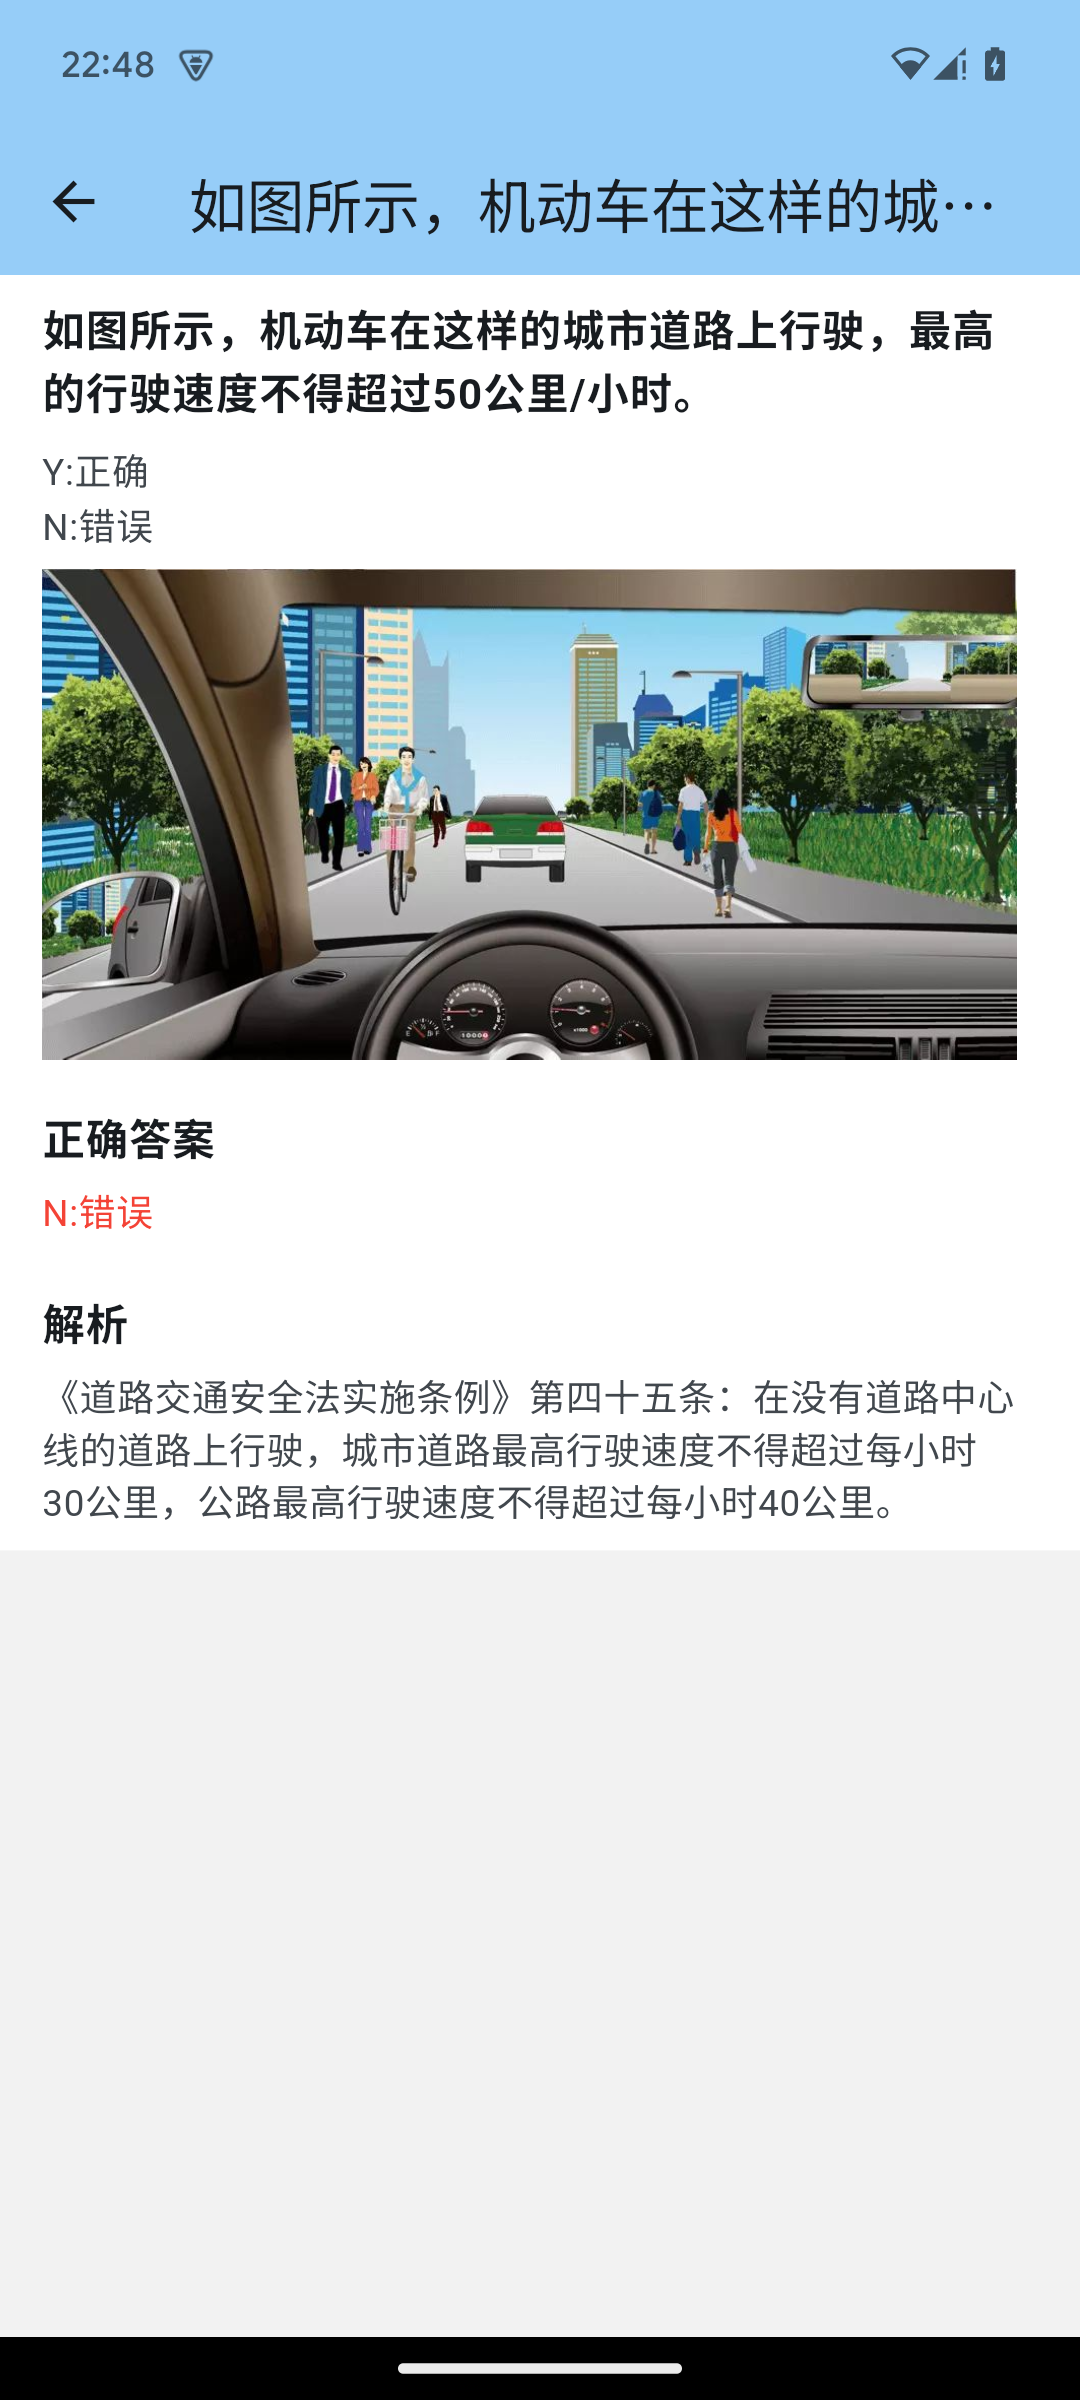 22:48
如图所示，机动车在这样的城…
如图所示，机动车在这样的城市道路上行驶，最高
的行驶速度不得超过50公里/小时。
Y:正确
N:错误
正确答案
N:错误
解析
《道路交通安全法实施条例》第四十五条：在没有道路中心
线的道路上行驶，城市道路最高行驶速度不得超过每小时
30公里，公路最高行驶速度不得超过每小时40公里。